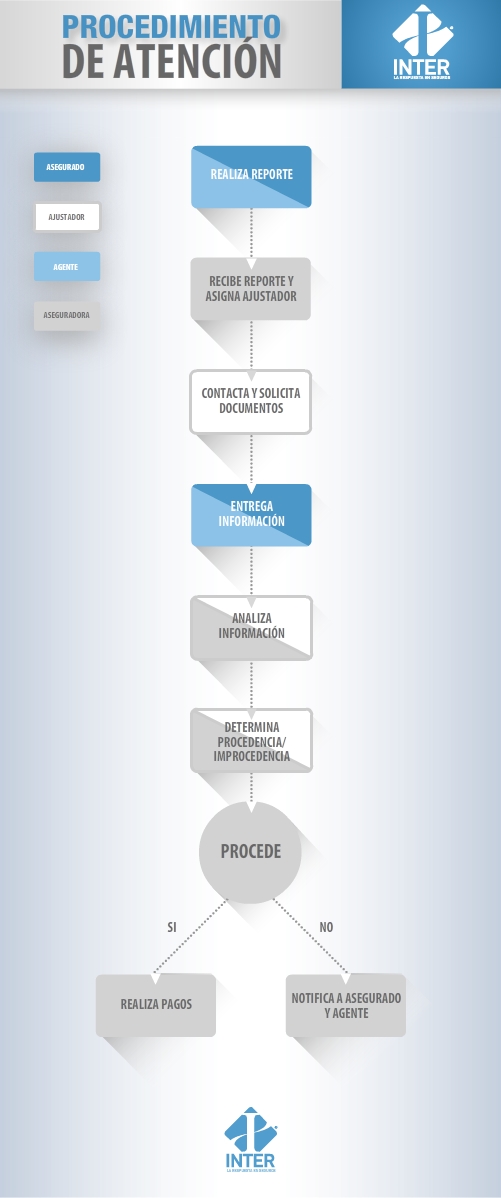 PROCEDIMIENTO
DE ATENCIÓN
INTER
LA RESPUESTA EN SEGUROS
ASEGURADO
AJUSTADOR
AGENTE
ASEGURADORA
REALIZA REPORTE
RECIBE REPORTE Y
ASIGNA AJUSTADOR
CONTACTA Y SOLICITA
DOCUMENTOS
ENTREGA
INFORMACIÓN
ANALIZA
INFORMACIÓN
DETERMINA
PROCEDENCIA/
IMPROCEDENCIA
PROCEDE
SI
NO
REALIZA PAGOS
NOTIFICA A ASEGURADO
Y AGENTE
INTER
LA RESPUESTA EN SEGUROS